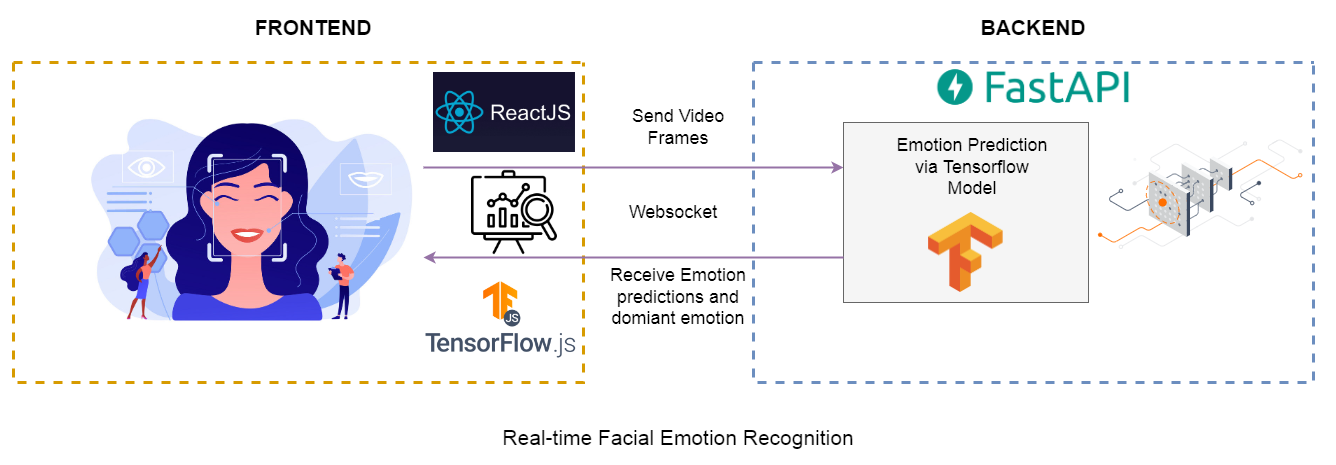 FRONTEND
BACKEND
ReactJS
FastAPI
Send Video
Frames
Emotion Prediction
via Tensorflow
Model
Websocket
Receive Emotion
predictions and
domiant emotion
JS
TensorFlow.js
Real-time Facial Emotion Recognition